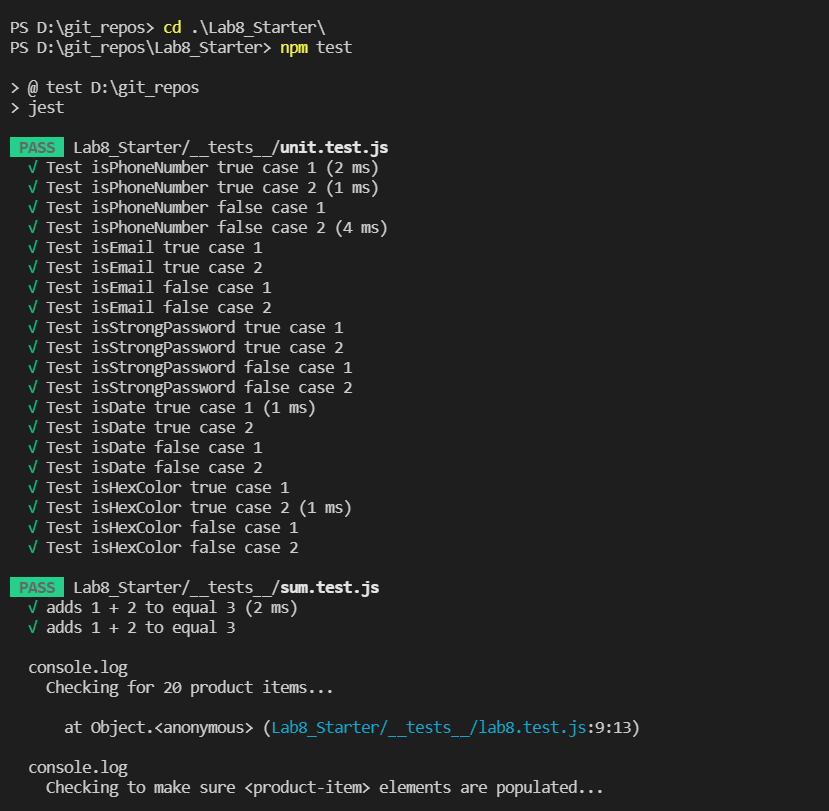 PS D:\git_repos> cd .\Lab8_Starter\
PS D:\git_repos\Lab8_Starter> npm test
> @ test D:\git_repos
> jest
PASS Lab8_Starter/__tests__/unit.test.js
√ Test isPhoneNumber true case 1 (2 ms)
√ Test isPhoneNumber true case 2 (1 ms)
√ Test isPhoneNumber false case 1
√ Test isPhoneNumber false case 2 (4 ms)
√ Test isEmail true case 1
√ Test isEmail true case 2
√ Test isEmail false case 1
√ Test isEmail false case 2
√ Test isStrongPassword true case 1
√ Test isStrongPassword true case 2
√ Test isStrongPassword false case 1
√ Test isStrongPassword false case 2
√ Test isDate true case 1 (1 ms)
√ Test isDate true case 2
√ Test isDate false case 1
√ Test isDate false case 2
√ Test isHexColor true case 1
√ Test isHexColor true case 2 (1 ms)
√ Test isHexColor false case 1
√ Test isHexColor false case 2
PASS Lab8_Starter/__tests__/sum.test.js
√ adds 1 + 2 to equal 3 (2 ms)
√ adds 1 + 2 to equal 3
console.log
Checking for 20 product items...
at Object.<anonymous> (Lab8_Starter/__tests__/lab8.test.js:9:13)
console.log
Checking to make sure <product-item> elements are populated...